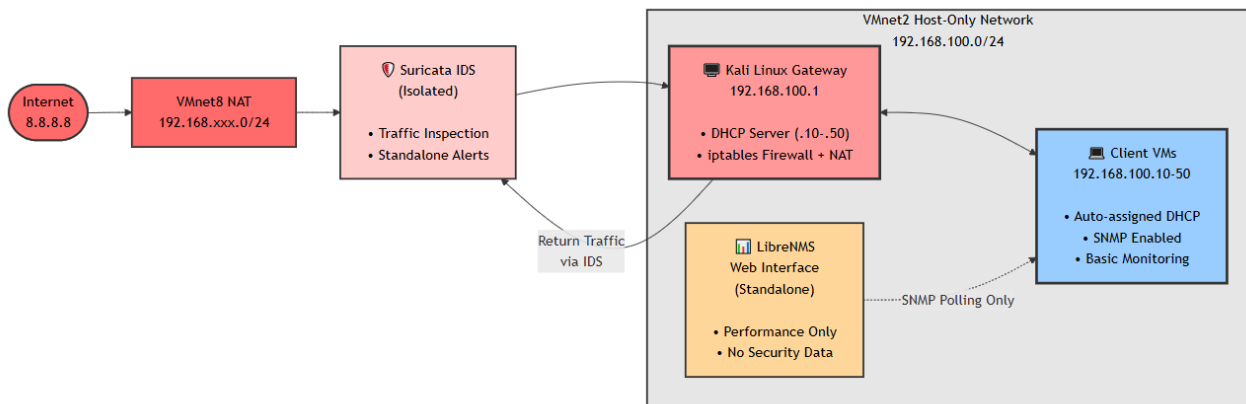 Internet
8.8.8.8
VMnet8 NAT
192.168.xxx.0/24
Suricata IDS
(Isolated)
• Traffic Inspection
• Standalone Alerts
Return Traffic
via IDS
VMnet2 Host-Only Network
192.168.100.0/24
Kali Linux Gateway
192.168.100.1
• DHCP Server (.10-.50)
• iptables Firewall + NAT
LibreNMS
Web Interface
(Standalone)
• Performance Only
• No Security Data
SNMP Polling Only
Client VMs
192.168.100.10-50
• Auto-assigned DHCP
• SNMP Enabled
• Basic Monitoring